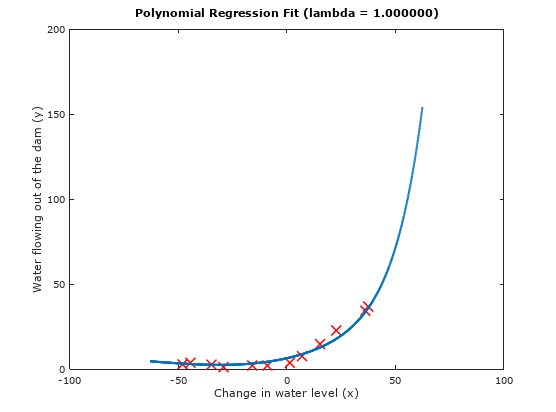 Polynomial Regression Fit (lambda = 1.000000)
200
150
100
50
0
Water flowing out of the dam (y)
-100 -50 0 50 100
Change in water level (x)